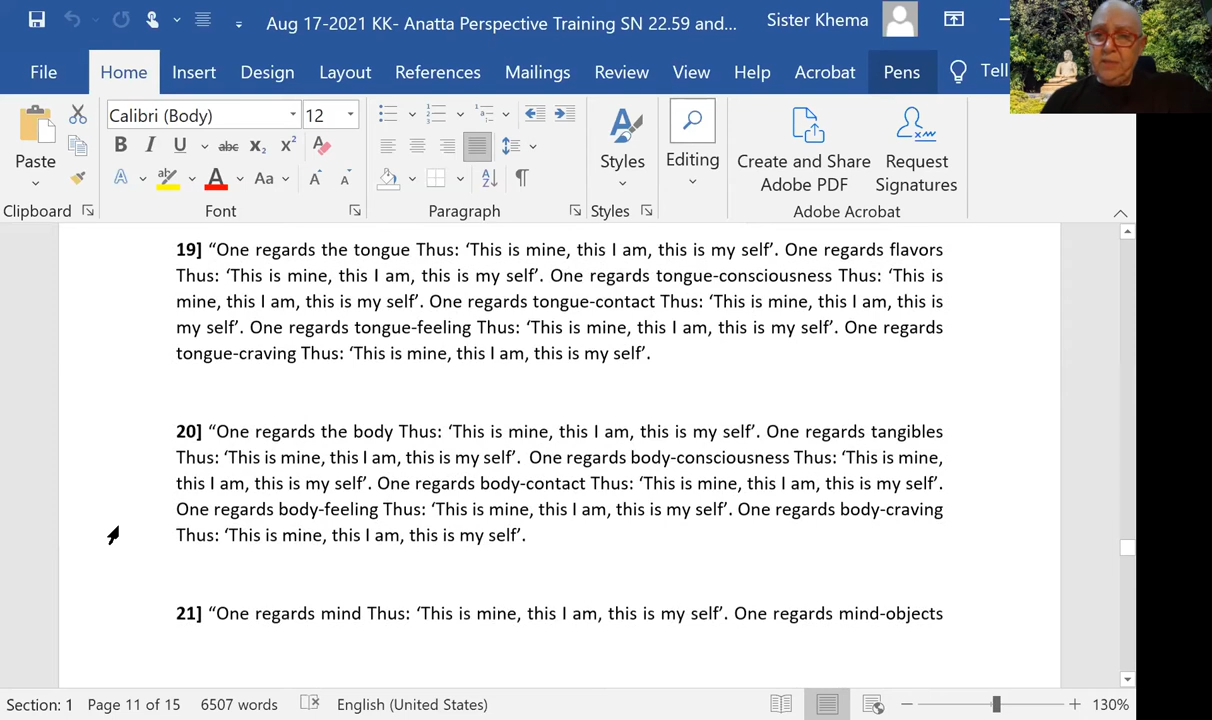 Aug 17-2021 KK- Anatta Perspective Training SN 22.59 and...
Sister Khema
File Home Insert Design Layout References Mailings Review View Help Acrobat Pens Tell
Calibri (Body) 12
Paste
B I U abc X₂ X²
A A Aa A A
Styles
Editing
Create and Share Adobe PDF
Request Signatures
Clipboard Font Paragraph Styles Adobe Acrobat
19] “One regards the tongue Thus: ‘This is mine, this I am, this is my self’. One regards flavors
Thus: ‘This is mine, this I am, this is my self’. One regards tongue-consciousness Thus: ‘This is
mine, this I am, this is my self’. One regards tongue-contact Thus: ‘This is mine, this I am, this is
my self’. One regards tongue-feeling Thus: ‘This is mine, this I am, this is my self’. One regards
tongue-craving Thus: ‘This is mine, this I am, this is my self’.
20] “One regards the body Thus: ‘This is mine, this I am, this is my self’. One regards tangibles
Thus: ‘This is mine, this I am, this is my self’. One regards body-consciousness Thus: ‘This is mine,
this I am, this is my self’. One regards body-contact Thus: ‘This is mine, this I am, this is my self’.
One regards body-feeling Thus: ‘This is mine, this I am, this is my self’. One regards body-craving
Thus: ‘This is mine, this I am, this is my self’.
21] “One regards mind Thus: ‘This is mine, this I am, this is my self’. One regards mind-objects
Section: 1 Page 11 of 15 6507 words English (United States) 130%